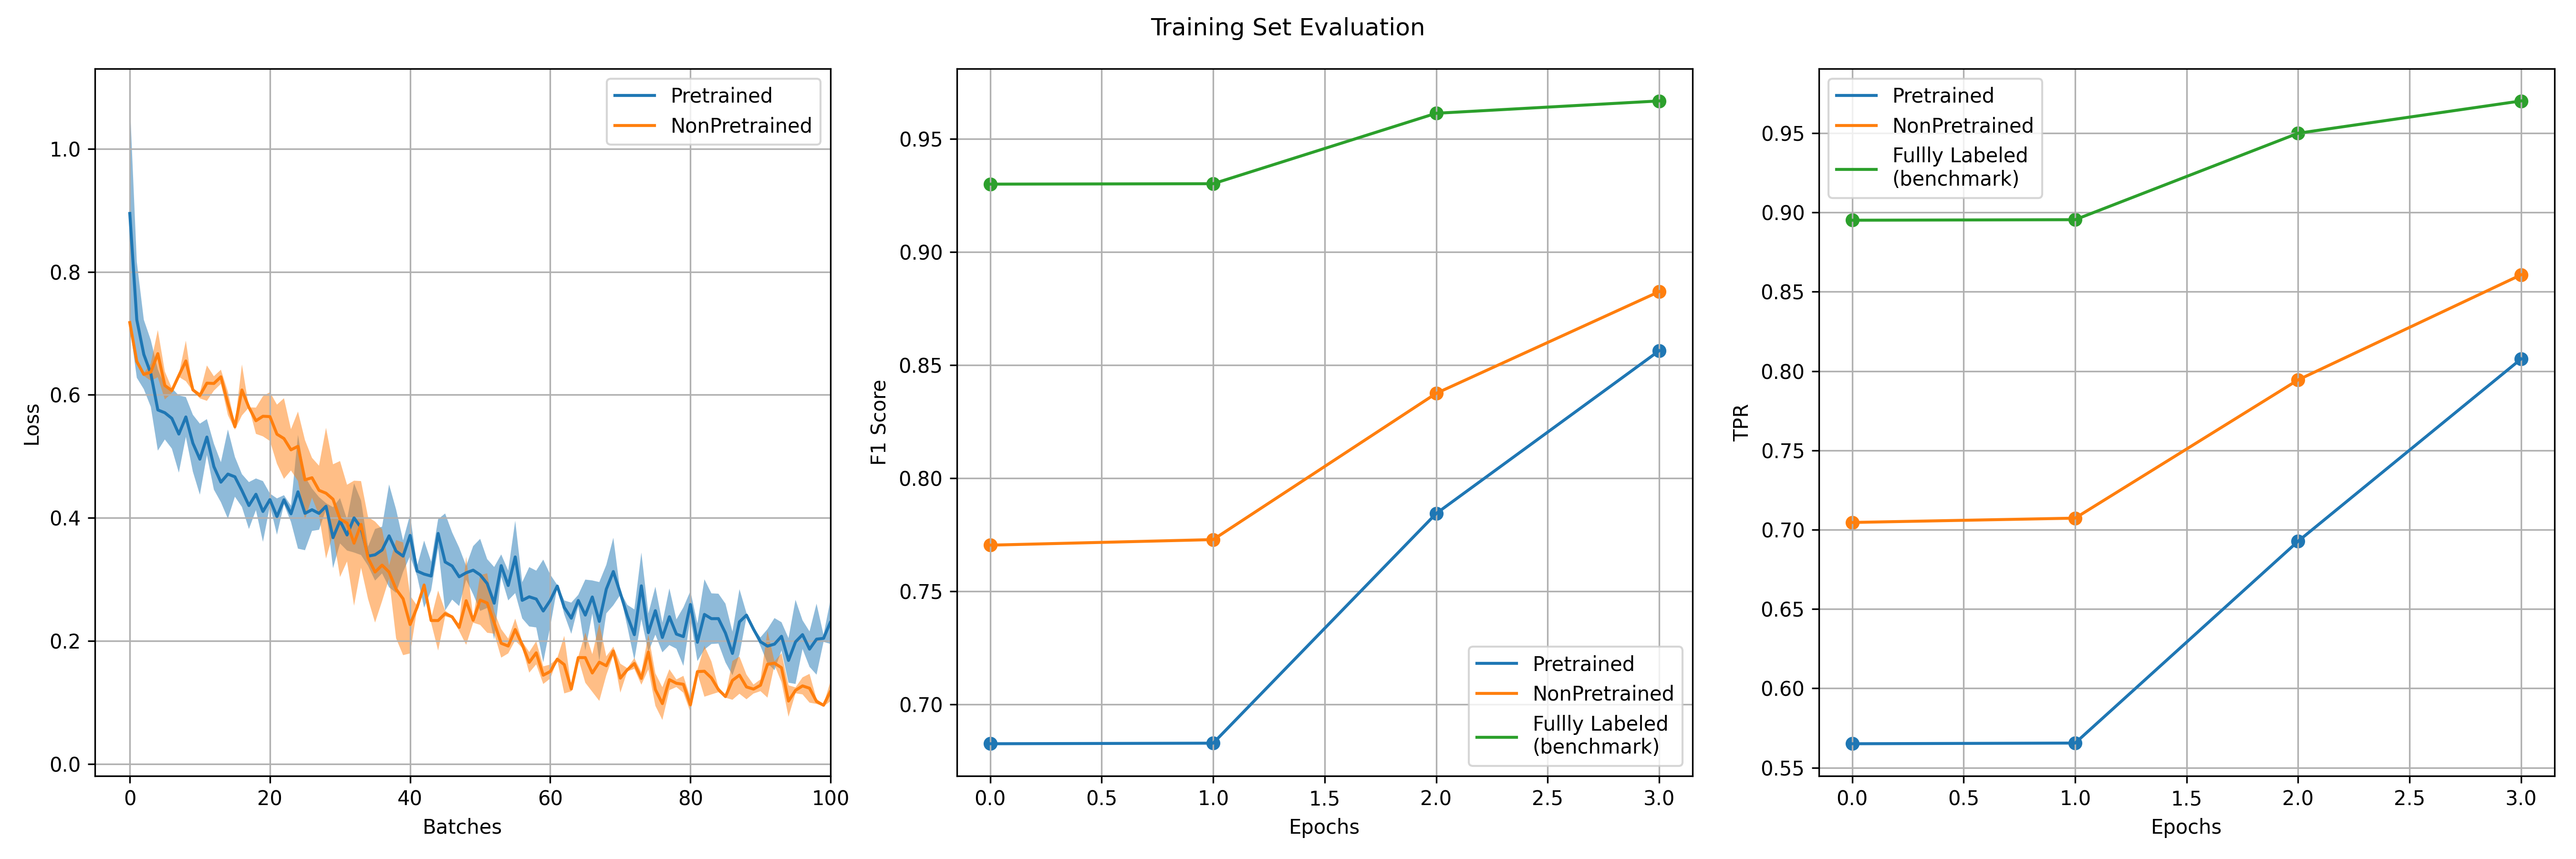 Training Set Evaluation
Pretrained
NonPretrained
1.0
0.8
0.6
0.4
0.2
0.0
Loss
0
20
40
60
80
100
Batches
0.95
0.90
0.85
0.80
0.75
0.70
F1 Score
Pretrained
NonPretrained
Fullly Labeled
(benchmark)
0.0
0.5
1.0
1.5
2.0
2.5
3.0
Epochs
Pretrained
NonPretrained
Fullly Labeled
(benchmark)
0.95
0.90
0.85
0.80
0.75
0.70
0.65
0.60
0.55
TPR
0.0
0.5
1.0
1.5
2.0
2.5
3.0
Epochs